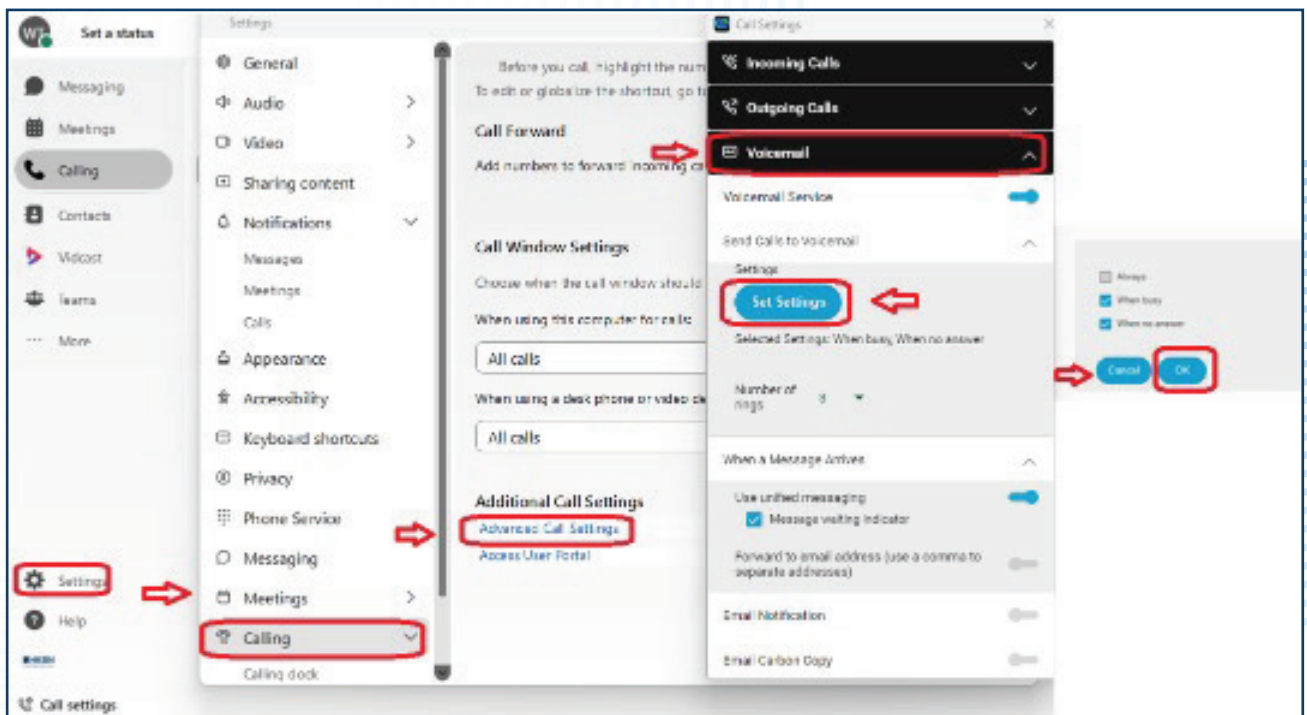 WT
Set a status
Messaging
Meetings
Calling
Contacts
Vidcast
Teams
More
Settings
Help
Call settings
Settings
General
Audio
Video
Sharing content
Notifications
Messages
Meetings
Calls
Appearance
Accessibility
Keyboard shortcuts
Privacy
Phone Service
Messaging
Meetings
Calling
Calling dock
Before you call, highlight the num
To edit or globalize the shortcut, go t
Call Forward
Add numbers to forward incoming ca
Call Window Settings
Choose when the call window should
When using this computer for calls:
All calls
When using a desk phone or video de
All calls
Additional Call Settings
Advanced Call Settings
Access User Portal
Call Settings
Incoming Calls
Outgoing Calls
Voicemail
Voicemail Service
Send Calls to Voicemail
Settings
Set Settings
Selected Settings: When busy, When no answer
Number of
rings
When a Message Arrives
Use unified messaging
Message waiting indicator
Forward to email address (use a comma to
separate addresses)
Email Notification
Email Carbon Copy
Always
When busy
When no answer
Cancel
OK